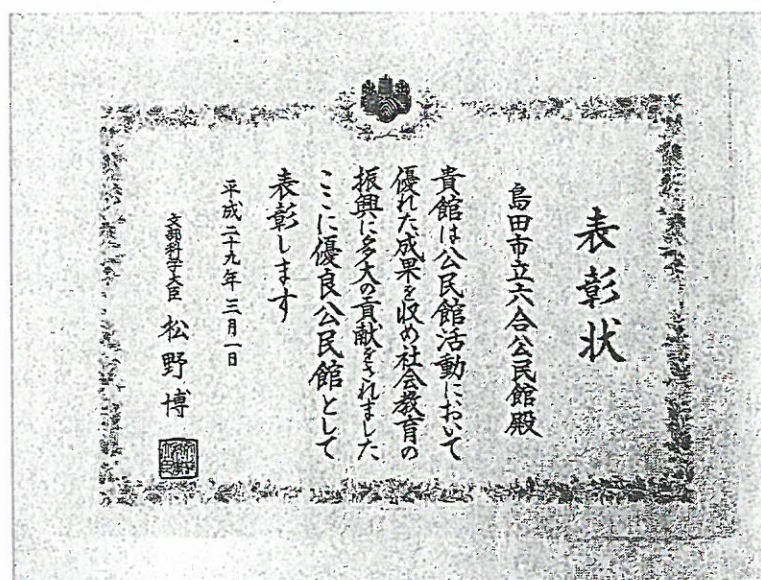 表彰状
島田市立六合公民館殿
貴館は公民館活動において
優れた成果を収め社会教育の
振興に多大の貢献をされました
ここに優良公民館として
表彰します
平成二十九年三月一日
文部科学大臣 松野博